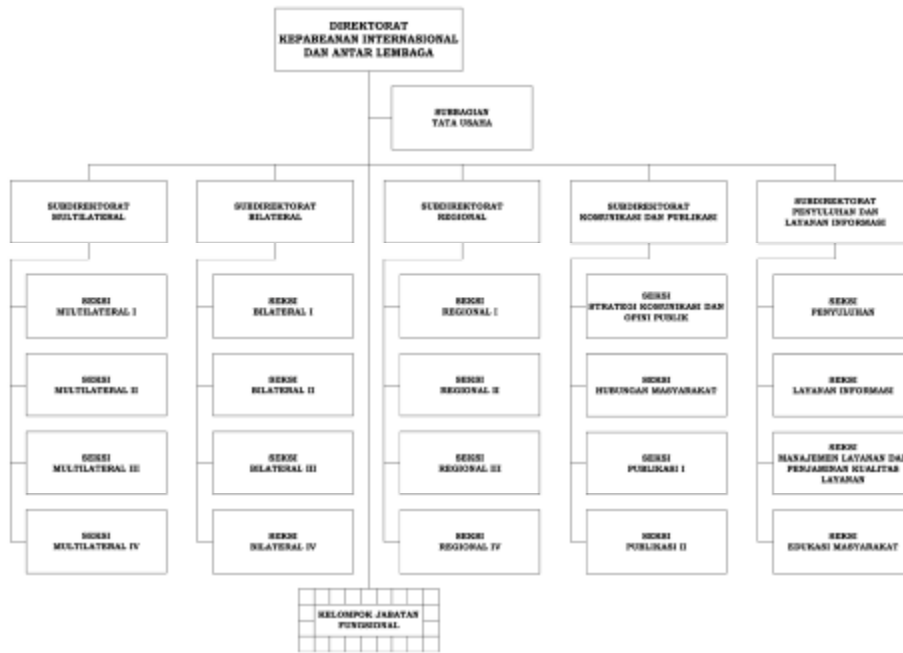 DIREKTORAT
KEPABEANAN INTERNASIONAL
DAN ANTAR LEMBAGA
SUBBAGIAN
TATA USAHA
SUBDIREKTORAT
MULTILATERAL
SUBDIREKTORAT
BILATERAL
SUBDIREKTORAT
REGIONAL
SUBDIREKTORAT
KOMUNIKASI DAN PUBLIKASI
SUBDIREKTORAT
PENYULUHAN DAN
LAYANAN INFORMASI
SEKSI
MULTILATERAL I
SEKSI
BILATERAL I
SEKSI
REGIONAL I
SEKSI
STRATEGI KOMUNIKASI DAN
OPINI PUBLIK
SEKSI
PENYULUHAN
SEKSI
MULTILATERAL II
SEKSI
BILATERAL II
SEKSI
REGIONAL II
SEKSI
HUBUNGAN MASYARAKAT
SEKSI
LAYANAN INFORMASI
SEKSI
MULTILATERAL III
SEKSI
BILATERAL III
SEKSI
REGIONAL III
SEKSI
PUBLIKASI I
SEKSI
MANAJEMEN LAYANAN DAN
PENJAMINAN KUALITAS
LAYANAN
SEKSI
MULTILATERAL IV
SEKSI
BILATERAL IV
SEKSI
REGIONAL IV
SEKSI
PUBLIKASI II
SEKSI
EDUKASI MASYARAKAT
KELOMPOK JABATAN
FUNGSIONAL